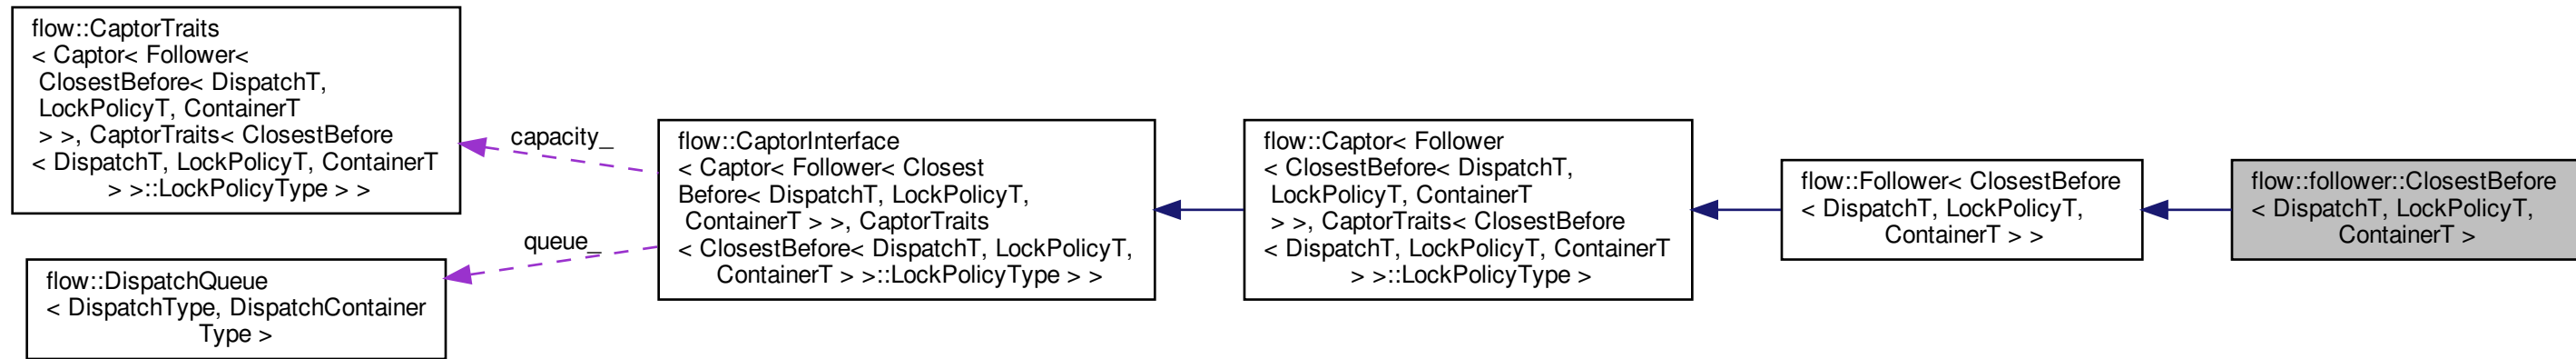 flow::CaptorTraits
< Captor< Follower<
ClosestBefore< DispatchT,
LockPolicyT, ContainerT
> >, CaptorTraits< ClosestBefore
< DispatchT, LockPolicyT, ContainerT
> >::LockPolicyType > >
capacity_
queue_
flow::DispatchQueue
< DispatchType, DispatchContainer
Type >
flow::CaptorInterface
< Captor< Follower< Closest
Before< DispatchT, LockPolicyT,
ContainerT > >, CaptorTraits
< ClosestBefore< DispatchT, LockPolicyT,
ContainerT > >::LockPolicyType > >
flow::Captor< Follower
< ClosestBefore< DispatchT,
LockPolicyT, ContainerT
> >, CaptorTraits< ClosestBefore
< DispatchT, LockPolicyT, ContainerT
> >::LockPolicyType >
flow::Follower< ClosestBefore
< DispatchT, LockPolicyT,
ContainerT > >
flow::follower::ClosestBefore
< DispatchT, LockPolicyT,
ContainerT >